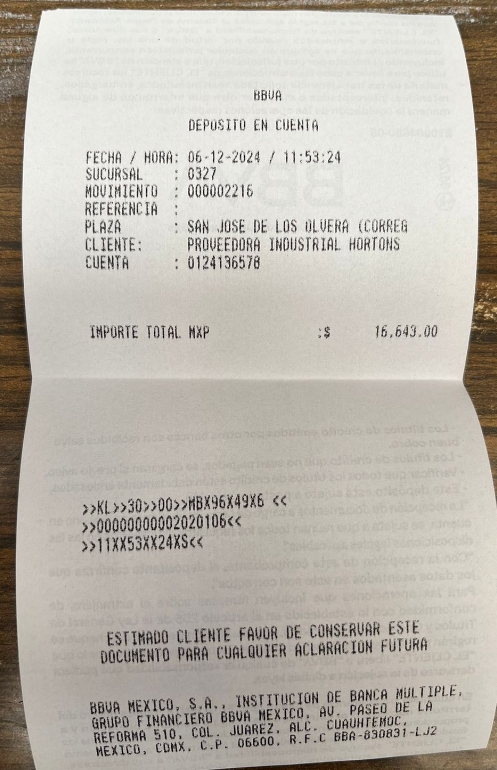 BBVA
DEPOSITO EN CUENTA
FECHA / HORA: 06-12-2024 / 11:53:24
SUCURSAL : 0327
MOVIMIENTO : 000002216
REFERENCIA :
PLAZA : SAN JOSE DE LOS OLVERA (CORREG
CLIENTE: PROVEEDORA INDUSTRIAL HORTONS
CUENTA : 0124136578
IMPORTE TOTAL MXP :$ 16,643.00
>>KL>>30>>00>>MBX96X49X6 <<
>>00000000002020106<<
>>11XX53XX24XS<<
ESTIMADO CLIENTE FAVOR DE CONSERVAR ESTE
DOCUMENTO PARA CUALQUIER ACLARACION FUTURA
BBVA MEXICO, S.A., INSTITUCION DE BANCA MULTIPLE,
GRUPO FINANCIERO BBVA MEXICO, AV. PASEO DE LA
REFORMA 510, COL. JUAREZ, ALC. CUAUHTEMOC,
MEXICO, CDMX. C.P. 06600, R.F.C BBA-830831-LJ2